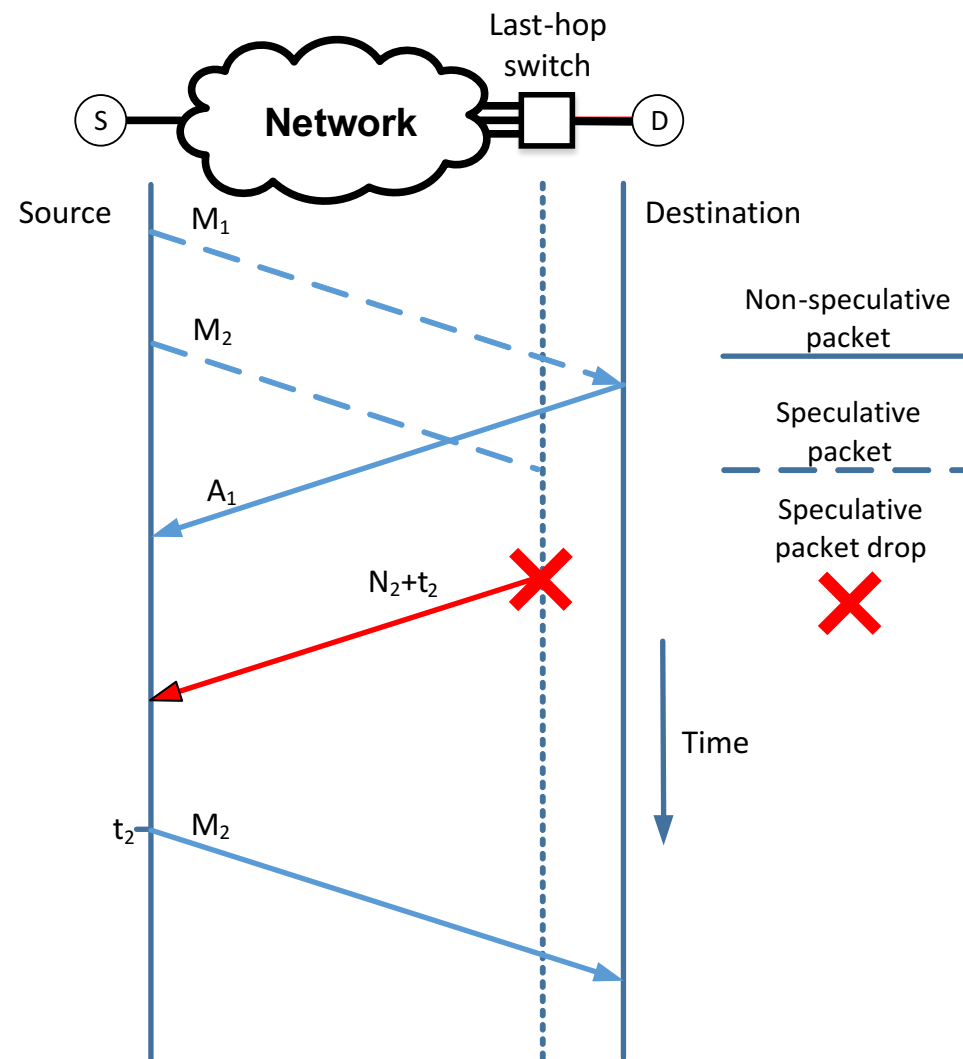 Last-hop
switch
S
Network
D
Source
Destination
M₁
Non-speculative
packet
M₂
Speculative
packet
A₁
Speculative
packet drop
N₂+t₂
Time
t₂
M₂